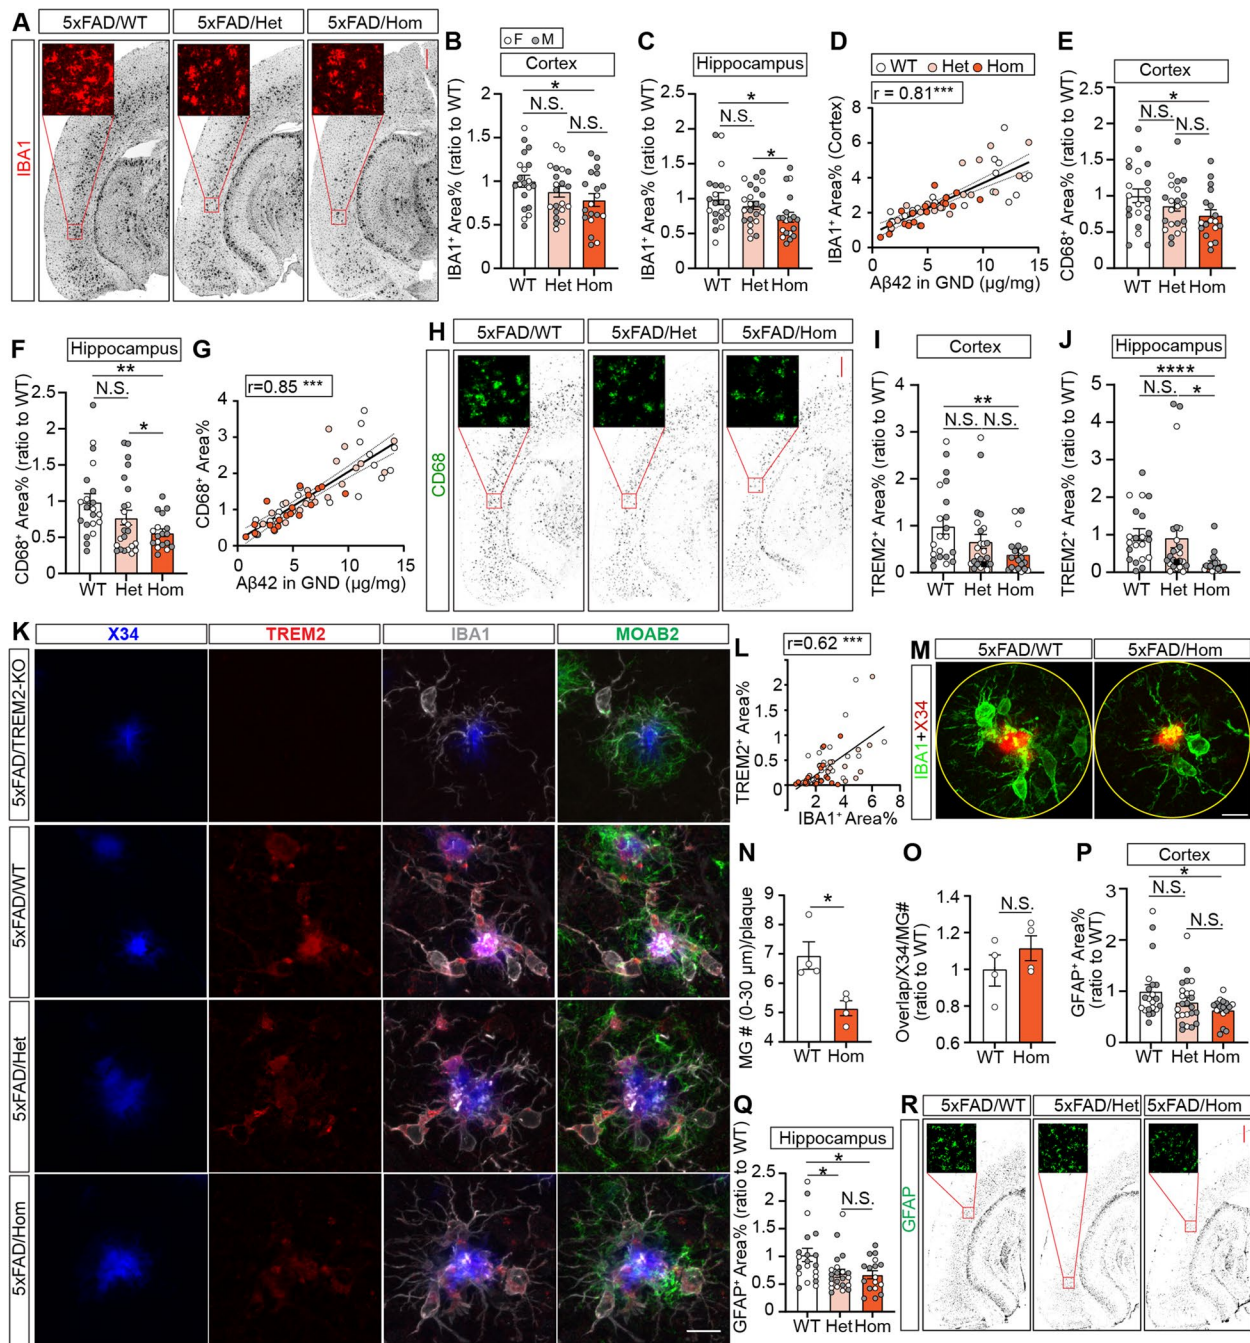 A
5xFAD/WT
5xFAD/Het
5xFAD/Hom
IBA1
B
F M
Cortex
IBA1⁺ Area% (ratio to WT)
*
N.S.
N.S.
2
1.5
1
0.5
0
WT Het Hom
C
Hippocampus
IBA1⁺ Area% (ratio to WT)
*
N.S.
*
2.5
2
1.5
1
0.5
0
WT Het Hom
D
WT Het Hom
r = 0.81***
IBA1⁺ Area% (Cortex)
8
6
4
2
0
0 5 10 15
Aβ42 in GND (µg/mg)
E
Cortex
CD68⁺ Area% (ratio to WT)
*
N.S.
N.S.
2.5
2
1.5
1
0.5
0
WT Het Hom
F
Hippocampus
CD68⁺ Area% (ratio to WT)
**
N.S.
*
2.5
2
1.5
1
0.5
0
WT Het Hom
G
r=0.85 ***
CD68⁺ Area%
4
3
2
1
0
0 5 10 15
Aβ42 in GND (µg/mg)
H
5xFAD/WT
5xFAD/Het
5xFAD/Hom
CD68
I
Cortex
TREM2⁺ Area% (ratio to WT)
**
N.S. N.S.
4
3
2
1
0
WT Het Hom
J
Hippocampus
TREM2⁺ Area% (ratio to WT)
****
N.S.
*
5
4
3
2
1
0
WT Het Hom
K
X34
TREM2
IBA1
MOAB2
5xFAD/TREM2-KO
5xFAD/WT
5xFAD/Het
5xFAD/Hom
L
r=0.62 ***
TREM2⁺ Area%
2.5
2
1.5
1
0.5
0
2 4 6 8
IBA1⁺ Area%
M
5xFAD/WT
5xFAD/Hom
IBA1+X34
N
MG # (0-30 µm)/plaque
*
9
8
7
6
5
4
WT Hom
O
Overlap/X34/MG#
(ratio to WT)
N.S.
1.4
1.2
1.0
0.8
0.6
WT Hom
P
Cortex
GFAP⁺ Area%
(ratio to WT)
*
N.S.
N.S.
3
2.5
2
1.5
1
0.5
0
WT Het Hom
Q
Hippocampus
GFAP⁺ Area% (ratio to WT)
*
*
N.S.
2.5
2
1.5
1.0
0.5
0
WT Het Hom
R
5xFAD/WT
5xFAD/Het
5xFAD/Hom
GFAP